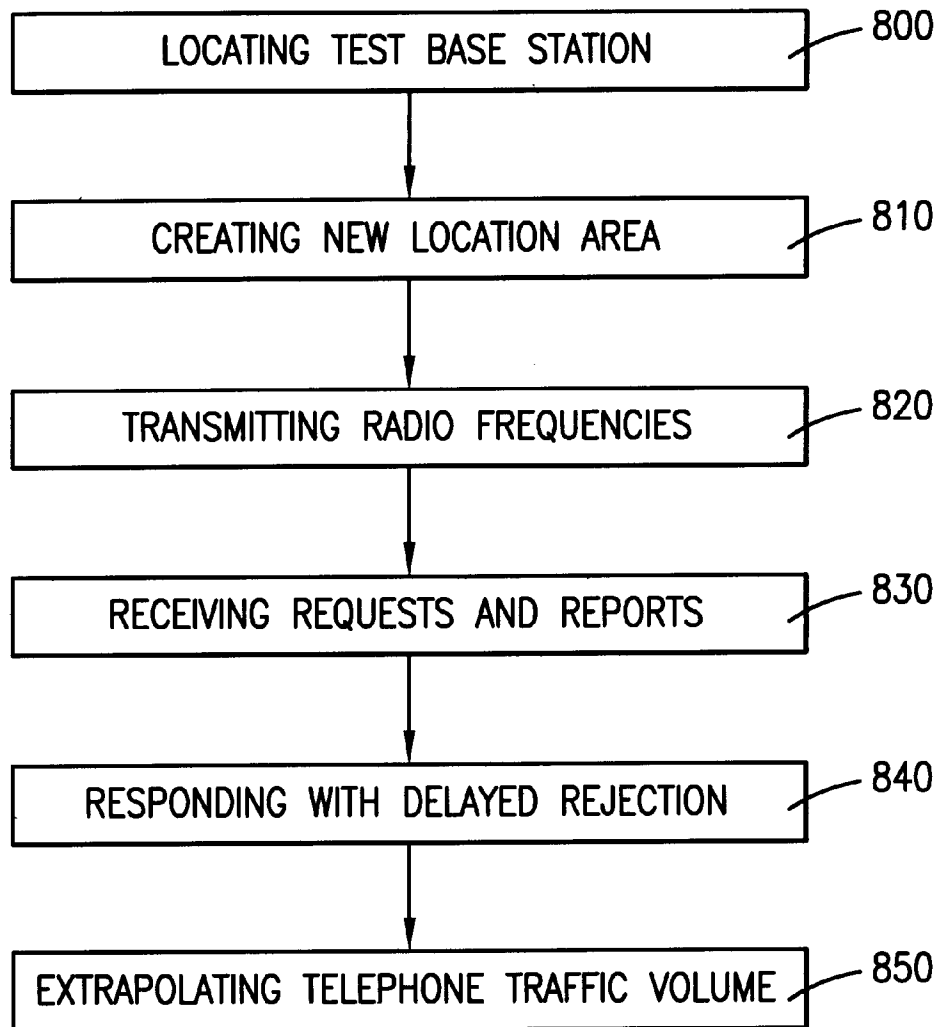 LOCATING TEST BASE STATION 800
CREATING NEW LOCATION AREA 810
TRANSMITTING RADIO FREQUENCIES 820
RECEIVING REQUESTS AND REPORTS 830
RESPONDING WITH DELAYED REJECTION 840
EXTRAPOLATING TELEPHONE TRAFFIC VOLUME 850